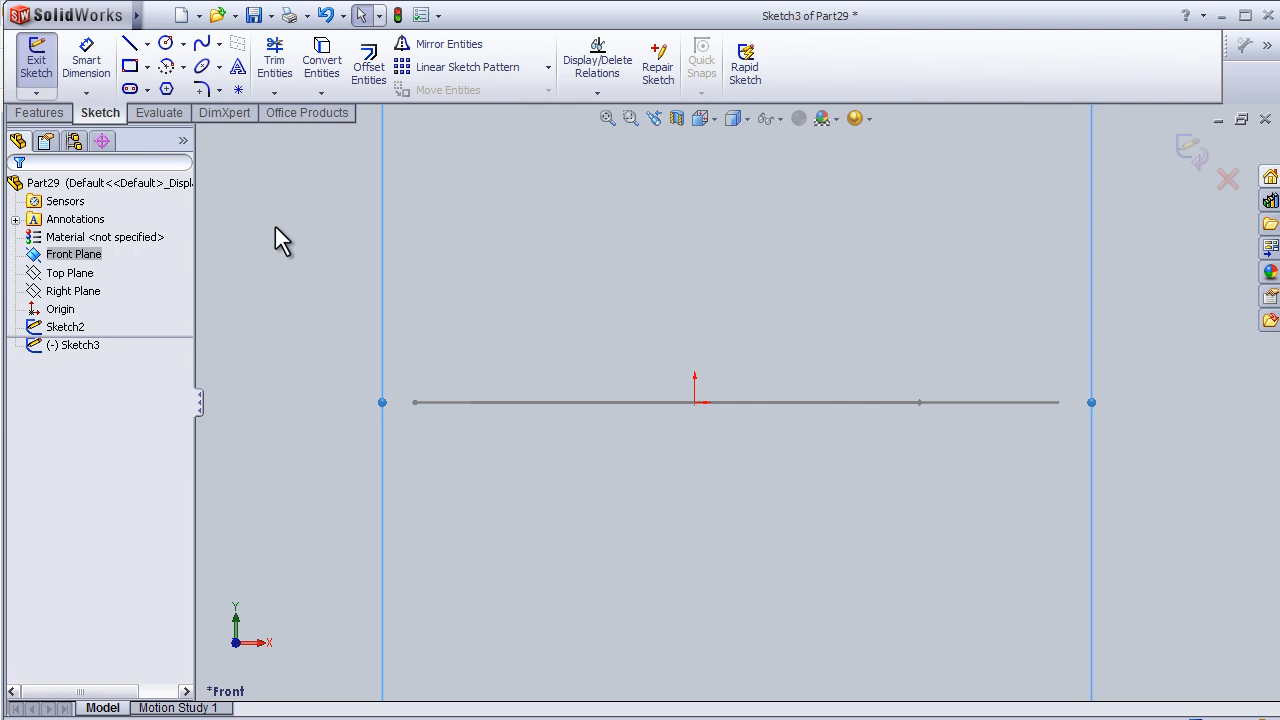 SW SolidWorks
Sketch3 of Part29 *
?
Exit Sketch
Smart Dimension
Trim Entities
Convert Entities
Offset Entities
Mirror Entities
Linear Sketch Pattern
Move Entities
Display/Delete Relations
Repair Sketch
Quick Snaps
Rapid Sketch
Features
Sketch
Evaluate
DimXpert
Office Products
Part29 (Default<<Default>_Displ
Sensors
A Annotations
Material <not specified>
Front Plane
Top Plane
Right Plane
Origin
Sketch2
(-) Sketch3
Y
X
*Front
Model
Motion Study 1